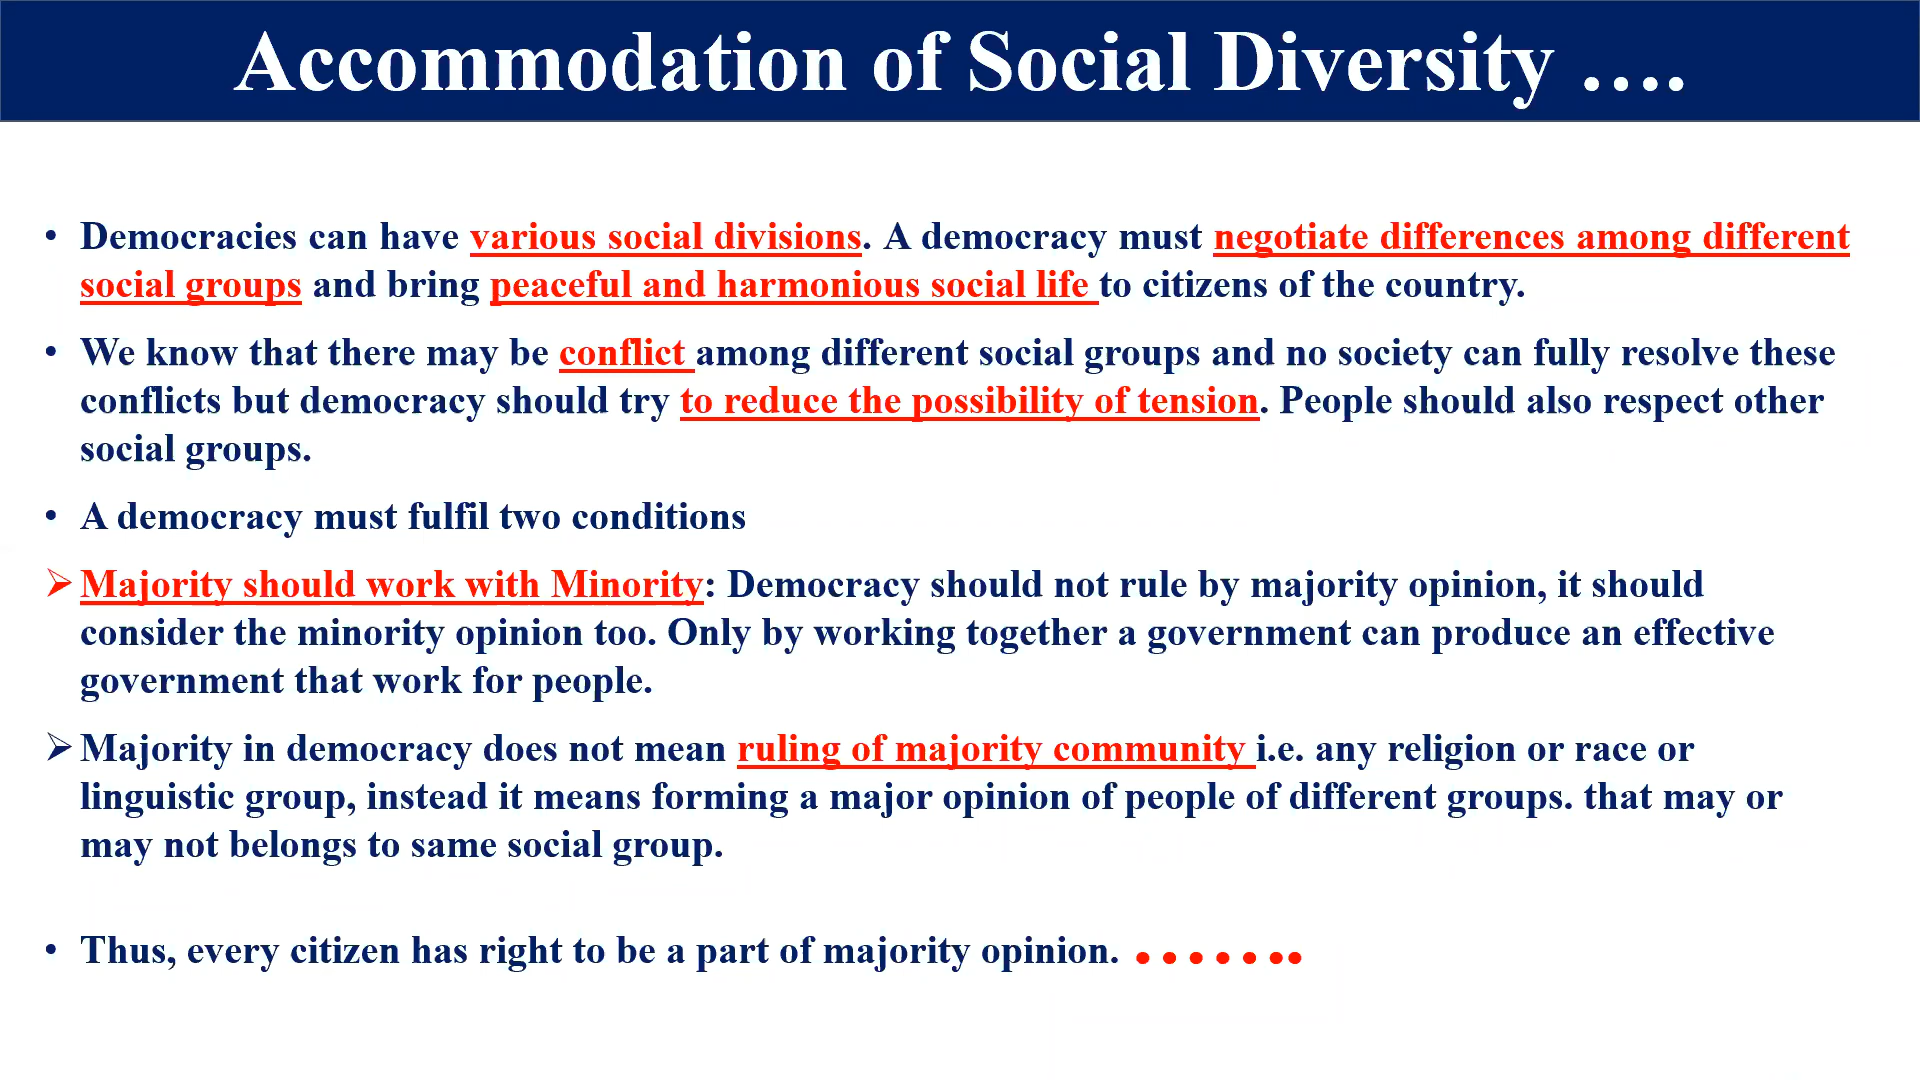 Accommodation of Social Diversity ….
• Democracies can have various social divisions. A democracy must negotiate differences among different
social groups and bring peaceful and harmonious social life to citizens of the country.
• We know that there may be conflict among different social groups and no society can fully resolve these
conflicts but democracy should try to reduce the possibility of tension. People should also respect other
social groups.
• A democracy must fulfil two conditions
➢ Majority should work with Minority: Democracy should not rule by majority opinion, it should
consider the minority opinion too. Only by working together a government can produce an effective
government that work for people.
➢ Majority in democracy does not mean ruling of majority community i.e. any religion or race or
linguistic group, instead it means forming a major opinion of people of different groups. that may or
may not belongs to same social group.
• Thus, every citizen has right to be a part of majority opinion. …….